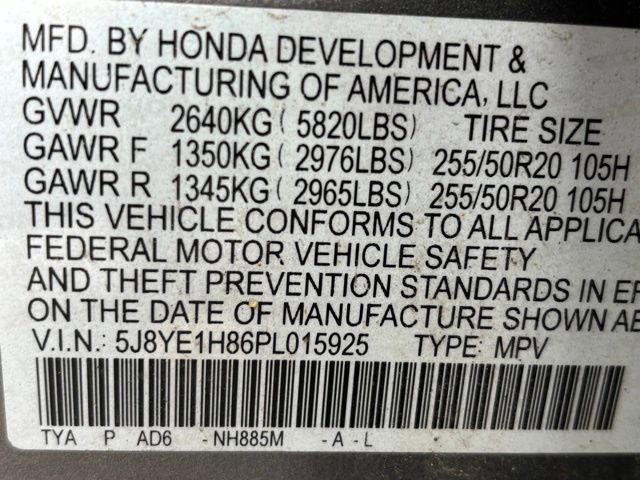 MFD. BY HONDA DEVELOPMENT &
MANUFACTURING OF AMERICA, LLC
GVWR 2640KG ( 5820LBS) TIRE SIZE
GAWR F 1350KG ( 2976LBS) 255/50R20 105H
GAWR R 1345KG ( 2965LBS) 255/50R20 105H
THIS VEHICLE CONFORMS TO ALL APPLICA
FEDERAL MOTOR VEHICLE SAFETY
AND THEFT PREVENTION STANDARDS IN EF
ON THE DATE OF MANUFACTURE SHOWN AB
V.I.N.: 5J8YE1H86PL015925 TYPE: MPV
TYA P AD6 -NH885M -A-L